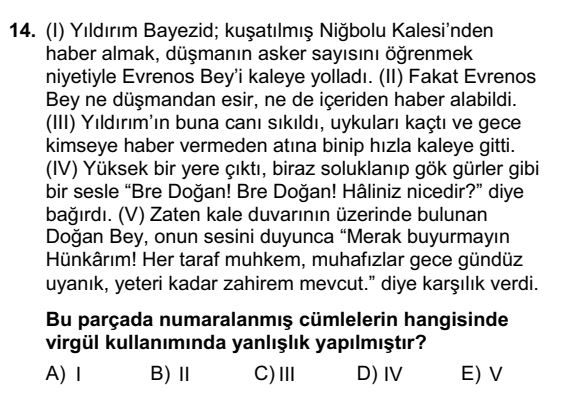 14. (I) Yıldırım Bayezid; kuşatılmış Niğbolu Kalesi’nden
haber almak, düşmanın asker sayısını öğrenmek
niyetiyle Evrenos Bey’i kaleye yolladı. (II) Fakat Evrenos
Bey ne düşmandan esir, ne de içeriden haber alabildi.
(III) Yıldırım’ın buna canı sıkıldı, uykuları kaçtı ve gece
kimseye haber vermeden atına binip hızla kaleye gitti.
(IV) Yüksek bir yere çıktı, biraz soluklanıp gök gürler gibi
bir sesle “Bre Doğan! Bre Doğan! Hâliniz nicedir?” diye
bağırdı. (V) Zaten kale duvarının üzerinde bulunan
Doğan Bey, onun sesini duyunca “Merak buyurmayın
Hünkârım! Her taraf muhkem, muhafızlar gece gündüz
uyanık, yeteri kadar zahirem mevcut.” diye karşılık verdi.
Bu parçada numaralanmış cümlelerin hangisinde
virgül kullanımında yanlışlık yapılmıştır?
A) I B) II C) III D) IV E) V